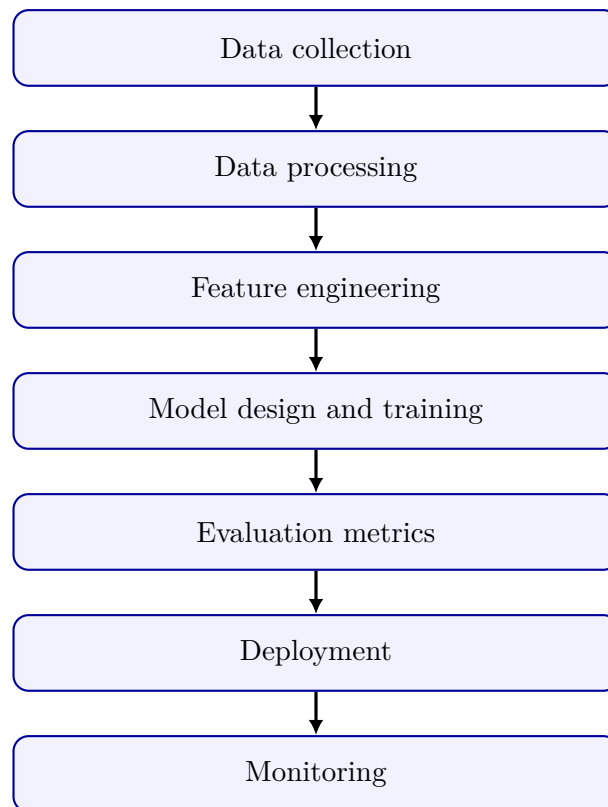 Data collection
Data processing
Feature engineering
Model design and training
Evaluation metrics
Deployment
Monitoring